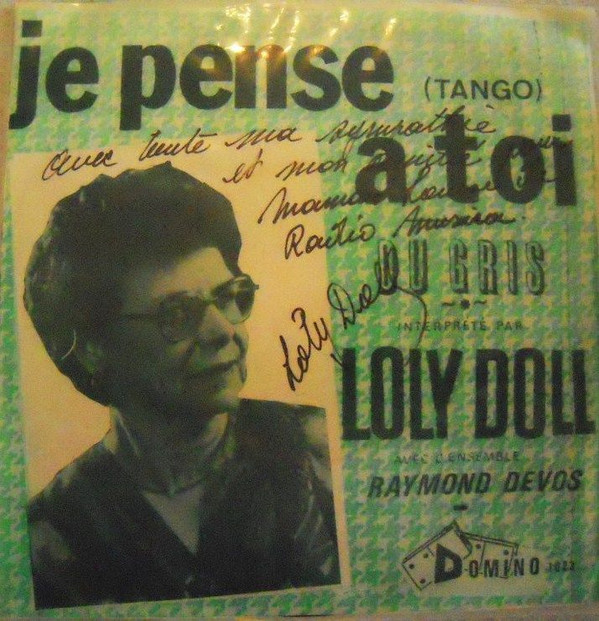 je pense (TANGO)
a toi
avec toute ma sympathie
et mon
maman
Radio
DU GRIS
Loly Doll
INTERPRÉTÉ PAR
LOLY DOLL
AVEC L'ENSEMBLE
RAYMOND DEVOS
DOMINO